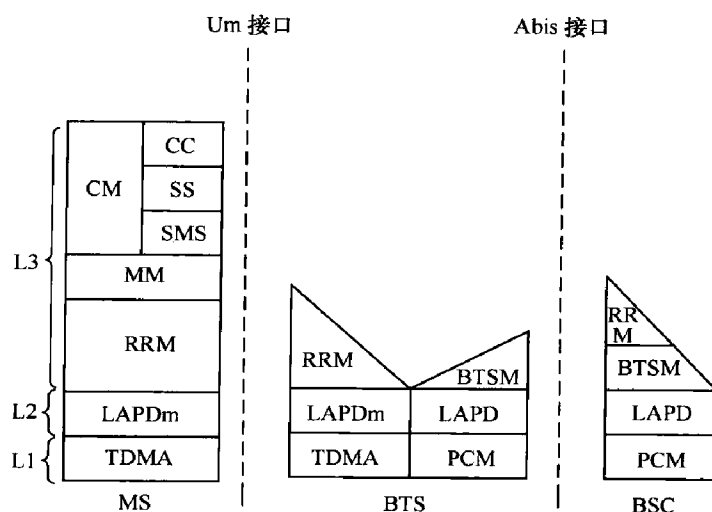 Um 接口
Abis 接口
CC
CM
SS
SMS
L3
MM
RRM
L2
LAPDm
L1
TDMA
MS
RRM
BTSM
LAPDm
LAPD
TDMA
PCM
BTS
RR
M
BTSM
LAPD
PCM
BSC